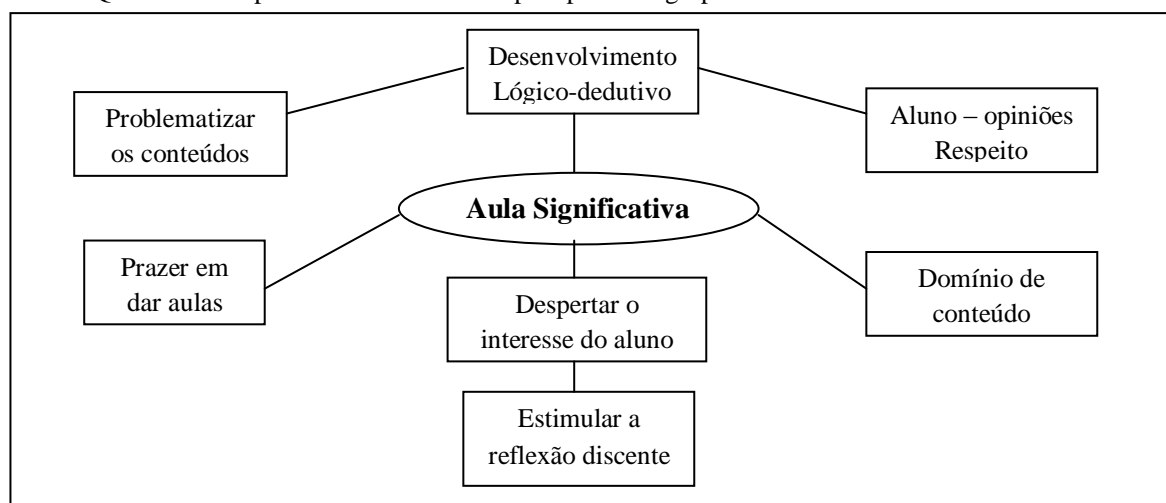 Desenvolvimento
Lógico-dedutivo
Problematizar
os conteúdos
Aluno – opiniões
Respeito
Aula Significativa
Prazer em
dar aulas
Domínio de
conteúdo
Despertar o
interesse do aluno
Estimular a
reflexão discente